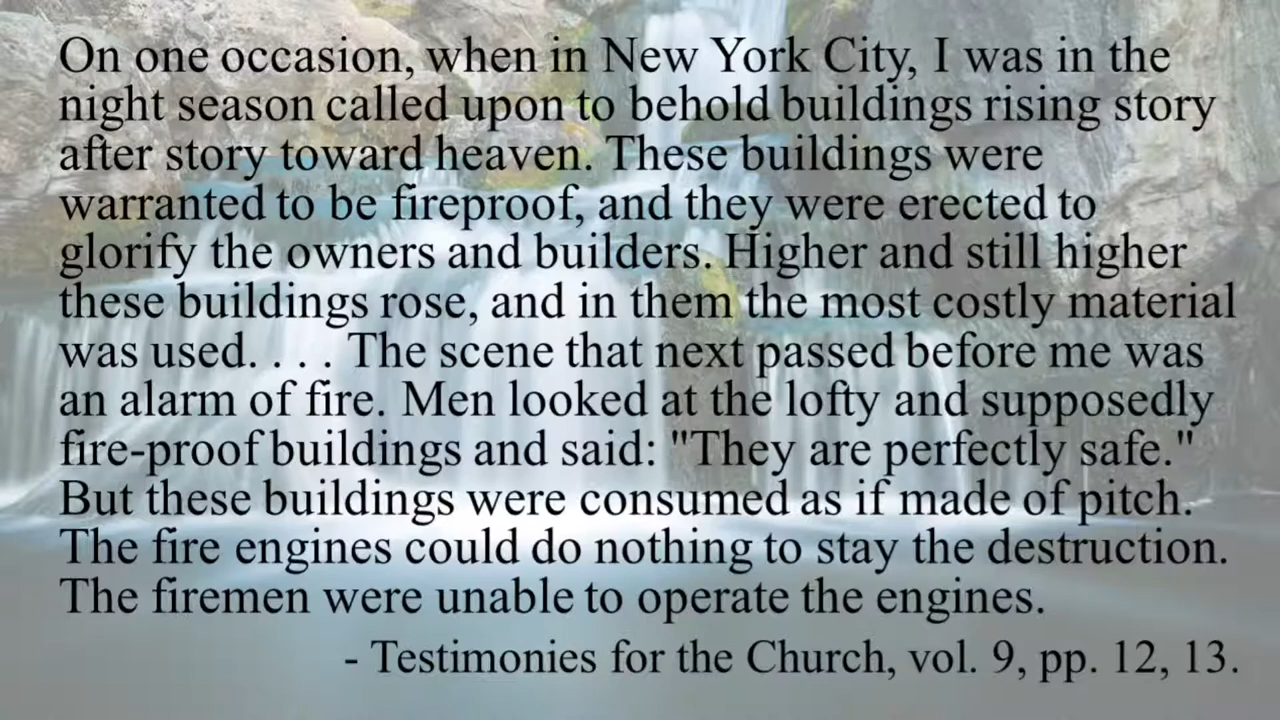 On one occasion, when in New York City, I was in the
night season called upon to behold buildings rising story
after story toward heaven. These buildings were
warranted to be fireproof, and they were erected to
glorify the owners and builders. Higher and still higher
these buildings rose, and in them the most costly material
was used. . . . The scene that next passed before me was
an alarm of fire. Men looked at the lofty and supposedly
fire-proof buildings and said: "They are perfectly safe."
But these buildings were consumed as if made of pitch.
The fire engines could do nothing to stay the destruction.
The firemen were unable to operate the engines.
- Testimonies for the Church, vol. 9, pp. 12, 13.